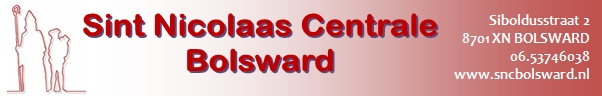 Sint Nicolaas Centrale
Bolsward
Siboldusstraat 2
8701 XN BOLSWARD
06.53746038
www.sncbolsward.nl